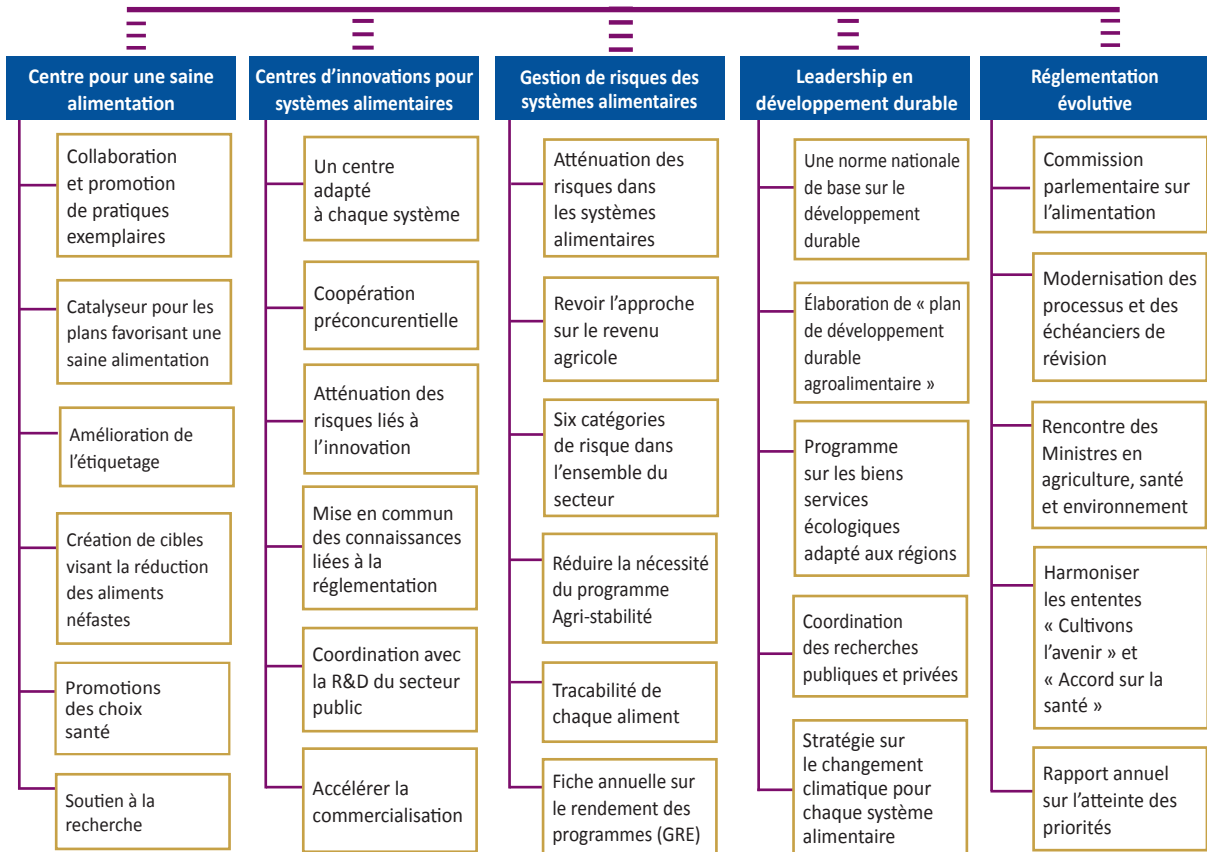 Centre pour une saine
alimentation
Collaboration
et promotion
de pratiques
exemplaires
Catalyseur pour les
plans favorisant une
saine alimentation
Amélioration de
l’étiquetage
Création de cibles
visant la réduction
des aliments
néfastes
Promotions
des choix
santé
Soutien à la
recherche
Centres d’innovations pour
systèmes alimentaires
Un centre
adapté
à chaque système
Coopération
préconcurentielle
Atténuation des
risques liés à
l’innovation
Mise en commun
des connaissances
liées à la
réglementation
Coordination avec
la R&D du secteur
public
Accélérer la
commercialisation
Gestion de risques des
systèmes alimentaires
Atténuation des
risques dans
les systèmes
alimentaires
Revoir l’approche
sur le revenu
agricole
Six catégories
de risque dans
l’ensemble du
secteur
Réduire la nécessité
du programme
Agri-stabilité
Tracabilité de
chaque aliment
Fiche annuelle sur
le rendement des
programmes (GRE)
Leadership en
développement durable
Une norme nationale
de base sur le
développement
durable
Élaboration de « plan
de développement
durable
agroalimentaire »
Programme
sur les biens
services
écologiques
adapté aux régions
Coordination
des recherches
publiques et privées
Stratégie sur
le changement
climatique pour
chaque système
alimentaire
Réglementation
évolutive
Commission
parlementaire sur
l’alimentation
Modernisation des
processus et des
échéanciers de
révision
Rencontre des
Ministres en
agriculture, santé
et environnement
Harmoniser
les ententes
« Cultivons
l’avenir » et
« Accord sur la
santé »
Rapport annuel
sur l’atteinte des
priorités